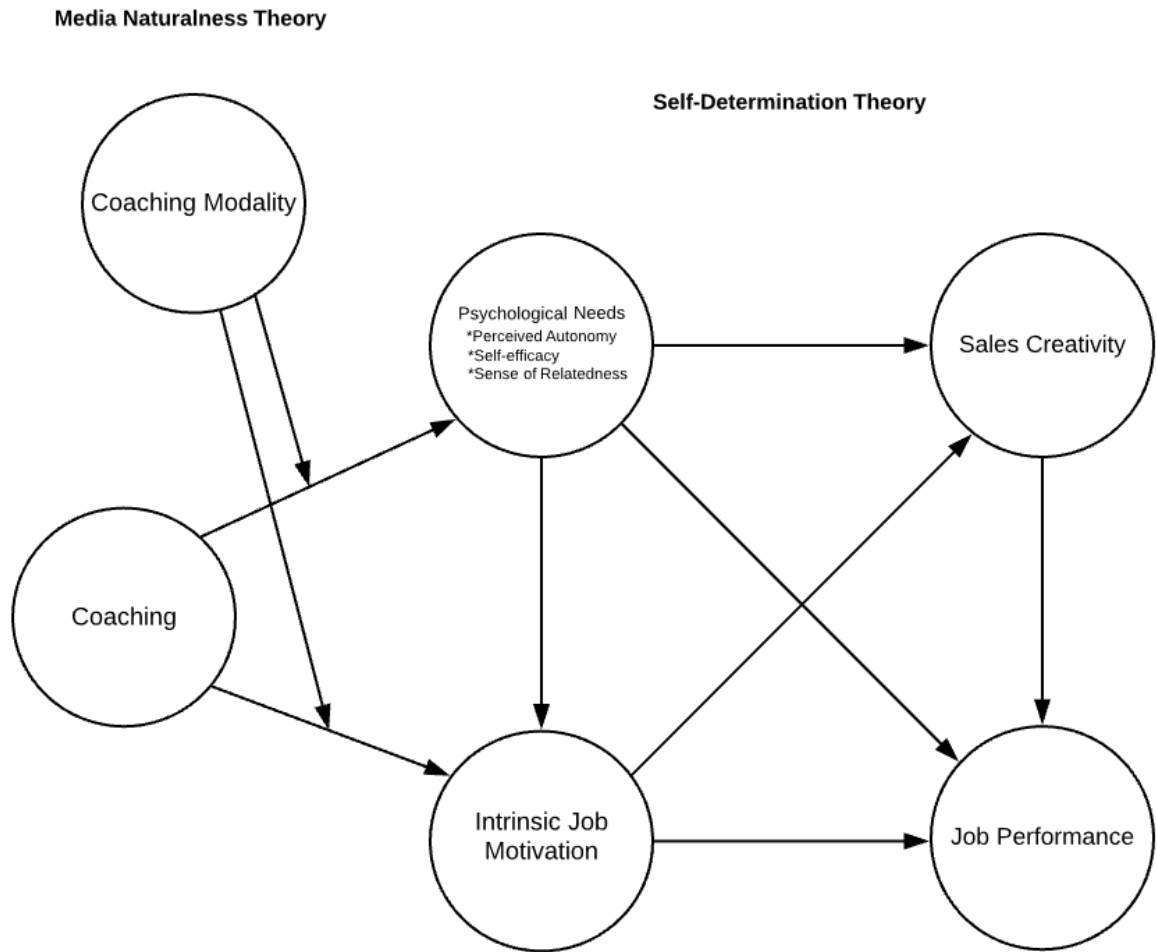 Media Naturalness Theory
Self-Determination Theory
Coaching Modality
Psychological Needs
*Perceived Autonomy
*Self-efficacy
*Sense of Relatedness
Sales Creativity
Coaching
Intrinsic Job
Motivation
Job Performance